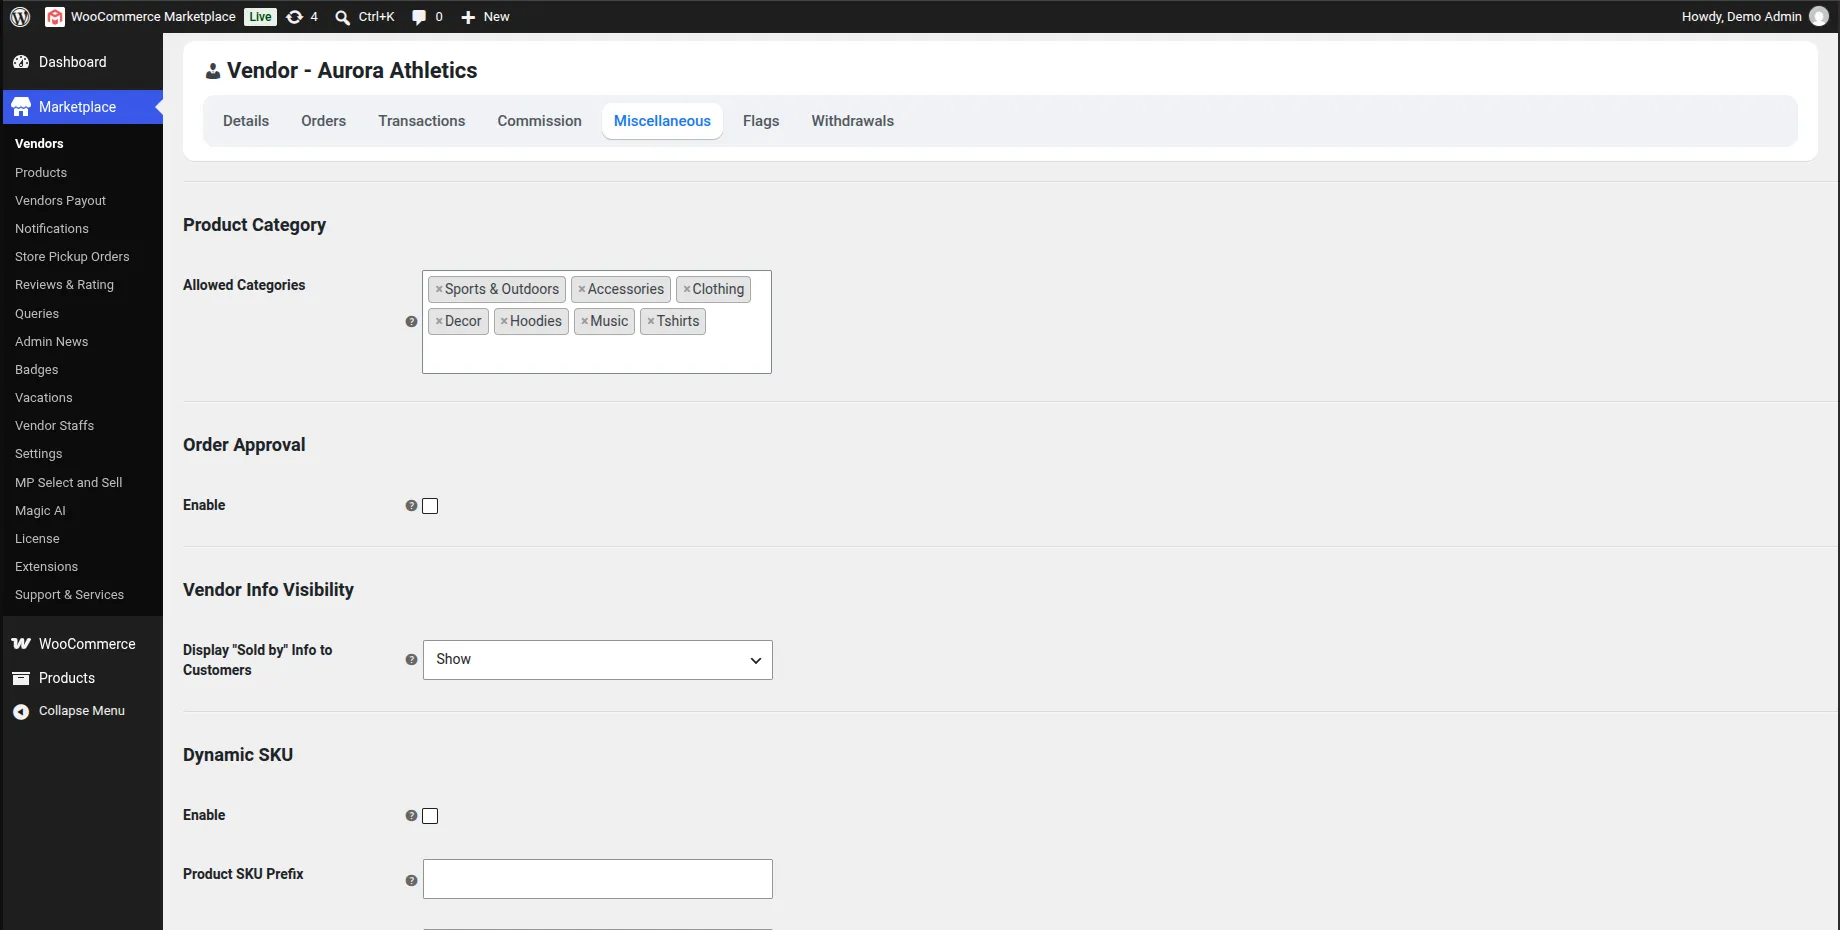 WooCommerce Marketplace Live 4 Ctrl+K 0 New Howdy, Demo Admin
Dashboard
Marketplace
Vendors
Products
Vendors Payout
Notifications
Store Pickup Orders
Reviews & Rating
Queries
Admin News
Badges
Vacations
Vendor Staffs
Settings
MP Select and Sell
Magic AI
License
Extensions
Support & Services
WooCommerce
Products
Collapse Menu
Vendor - Aurora Athletics
Details Orders Transactions Commission Miscellaneous Flags Withdrawals
Product Category
Allowed Categories
×Sports & Outdoors ×Accessories ×Clothing
? ×Decor ×Hoodies ×Music ×Tshirts
Order Approval
Enable ?
Vendor Info Visibility
Display "Sold by" Info to
Customers
? Show
Dynamic SKU
Enable ?
Product SKU Prefix ?